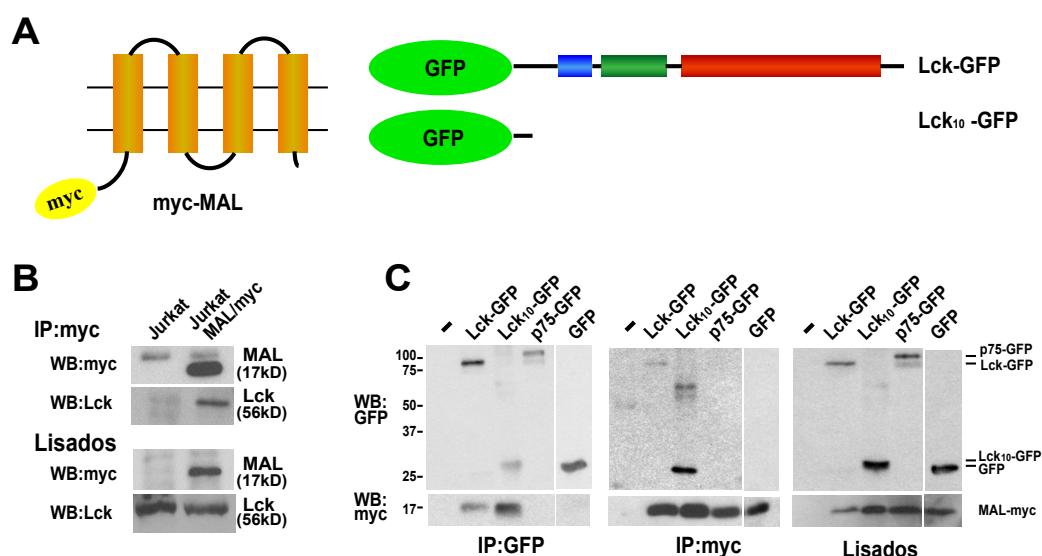 A
GFP
Lck-GFP
GFP
Lck10 -GFP
myc
myc-MAL
B
Jurkat
Jurkat MAL/myc
IP:myc
WB:myc
MAL
(17kD)
WB:Lck
Lck
(56kD)
Lisados
WB:myc
MAL
(17kD)
WB:Lck
Lck
(56kD)
C
– Lck-GFP Lck10-GFP p75-GFP GFP
– Lck-GFP Lck10-GFP p75-GFP GFP
– Lck-GFP Lck10-GFP p75-GFP GFP
100
75
50
37
25
17
WB:
GFP
WB:
myc
p75-GFP
Lck-GFP
Lck10-GFP
GFP
MAL-myc
IP:GFP
IP:myc
Lisados